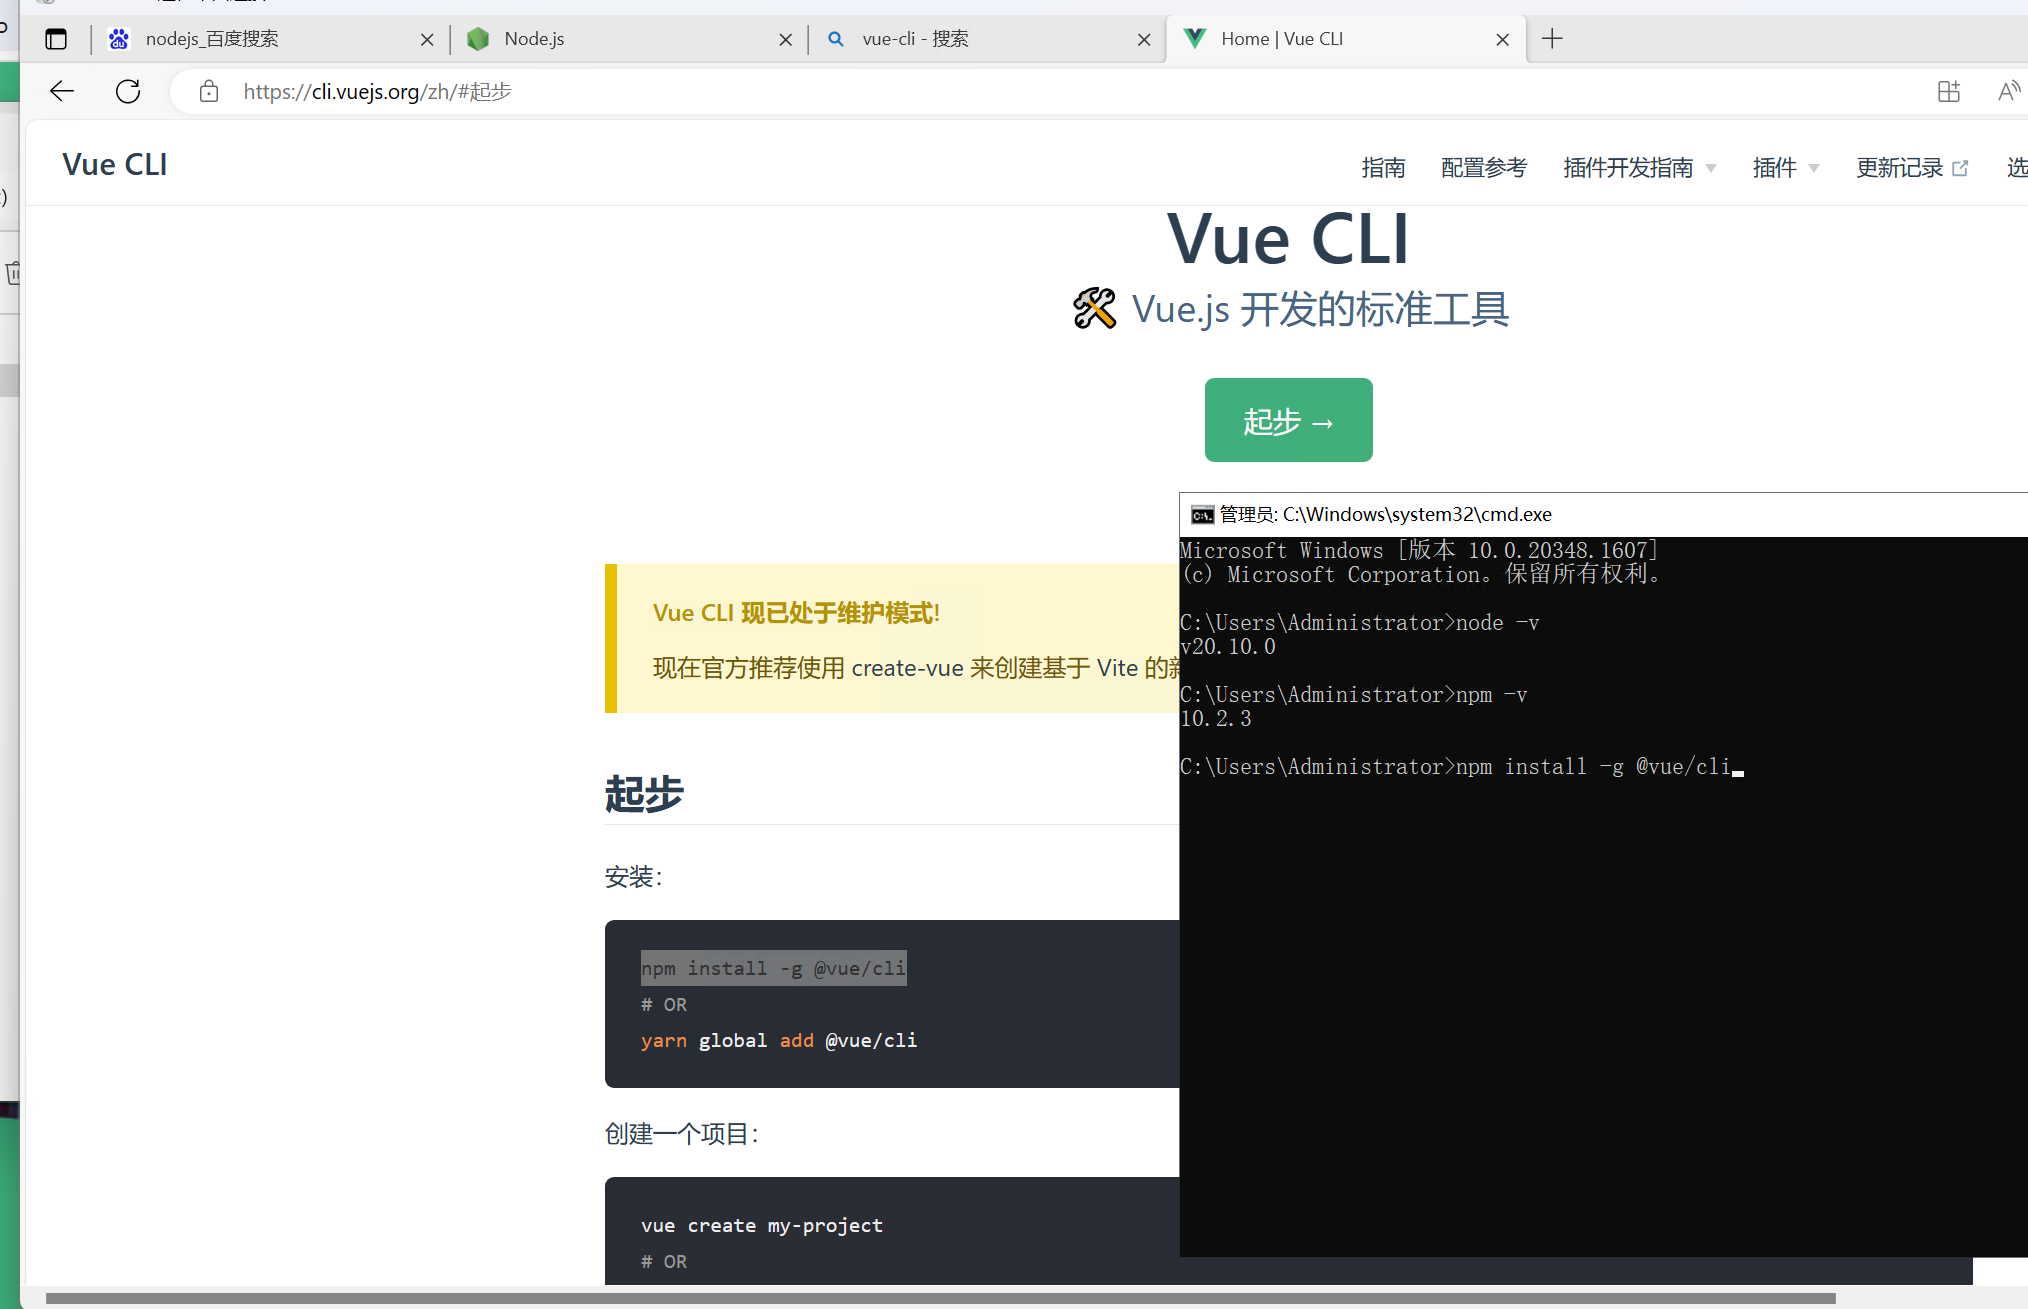 nodejs_百度搜索
Node.js
vue-cli - 搜索
Home | Vue CLI
https://cli.vuejs.org/zh/#起步
Vue CLI
指南
配置参考
插件开发指南
插件
更新记录
选
Vue CLI
Vue.js 开发的标准工具
起步 →
Vue CLI 现已处于维护模式!
现在官方推荐使用 create-vue 来创建基于 Vite 的新
起步
安装：
npm install -g @vue/cli
# OR
yarn global add @vue/cli
创建一个项目：
vue create my-project
# OR
管理员: C:\Windows\system32\cmd.exe
Microsoft Windows [版本 10.0.20348.1607]
(c) Microsoft Corporation。保留所有权利。
C:\Users\Administrator>node -v
v20.10.0
C:\Users\Administrator>npm -v
10.2.3
C:\Users\Administrator>npm install -g @vue/cli